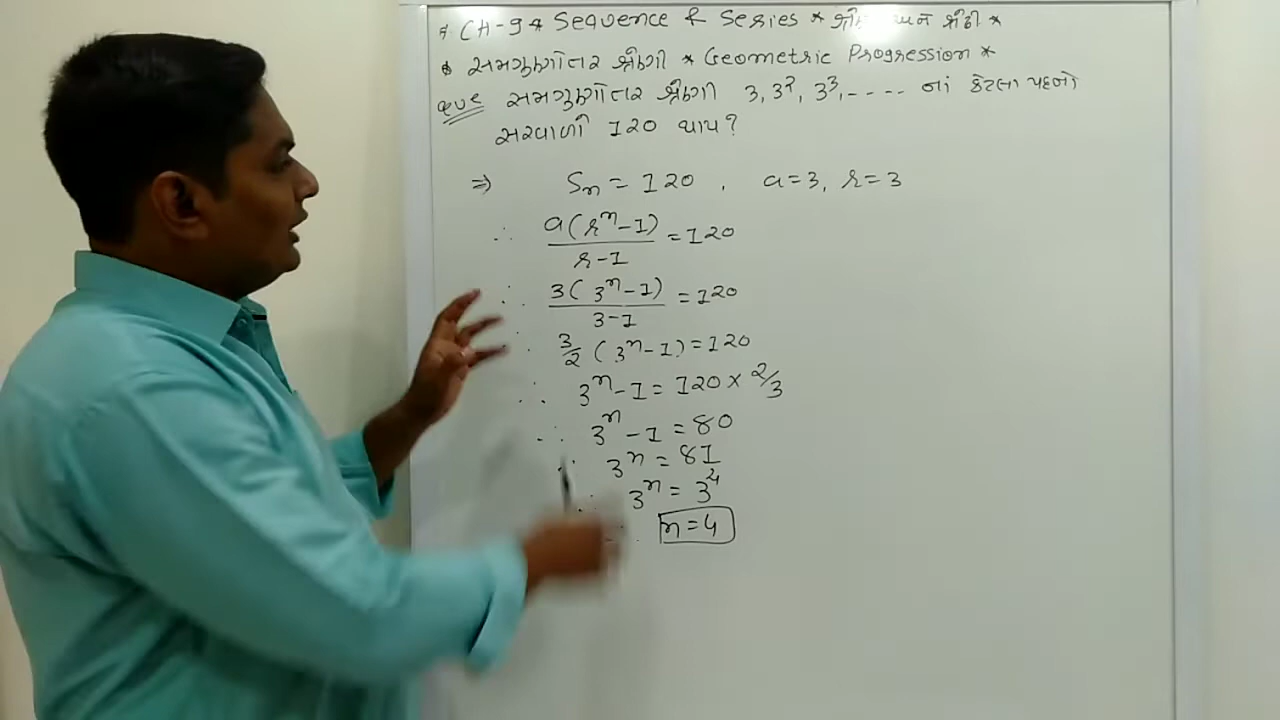 * CH-9 * Sequence & Series * શ્રેણી અને શ્રેઢી *
* સમગુણોત્તર શ્રેણી * Geometric Progression *
Que સમગુણોત્તર શ્રેણી 3, 3², 3³, ---- નાં કેટલા પદનો
સરવાળો 120 થાય?
⇒ Sn = 120 , a=3, r=3
∴ a(rⁿ-1)/r-1 = 120
∴ 3(3ⁿ-1)/3-1 = 120
∴ 3/2 (3ⁿ-1) = 120
∴ 3ⁿ-1 = 120 × 2/3
∴ 3ⁿ-1 = 80
∴ 3ⁿ = 81
∴ 3ⁿ = 3⁴
∴ n=4